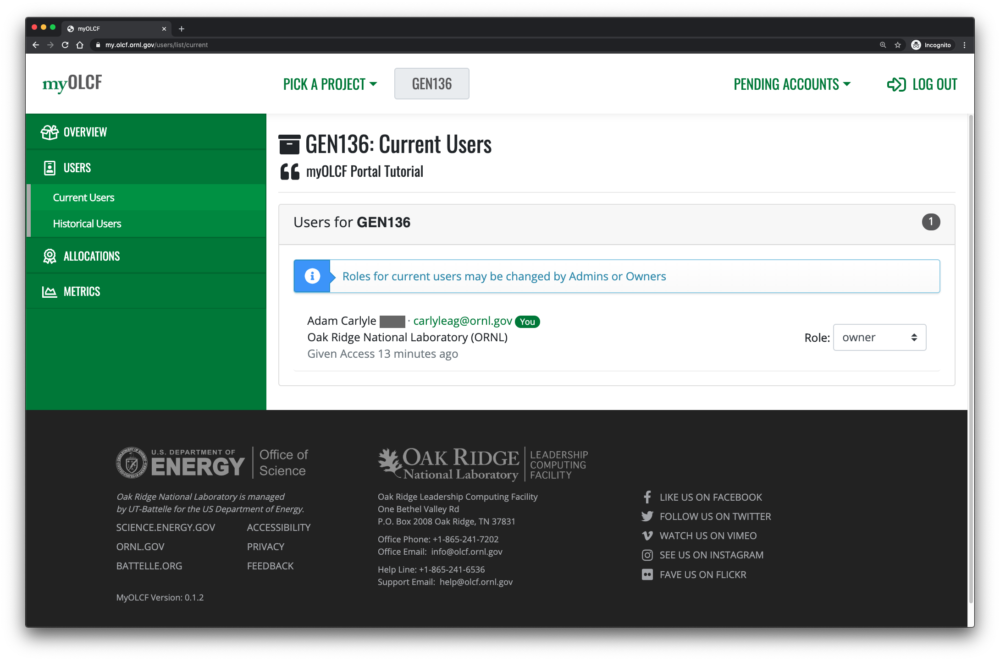 myOLCF
my.olcf.ornl.gov/users/list/current
Incognito
myOLCF
PICK A PROJECT
GEN136
PENDING ACCOUNTS
LOG OUT
OVERVIEW
USERS
Current Users
Historical Users
ALLOCATIONS
METRICS
GEN136: Current Users
myOLCF Portal Tutorial
Users for GEN136
1
Roles for current users may be changed by Admins or Owners
Adam Carlyle · carlyleag@ornl.gov You
Oak Ridge National Laboratory (ORNL)
Given Access 13 minutes ago
Role: owner
U.S. DEPARTMENT OF
ENERGY
Office of
Science
Oak Ridge National Laboratory is managed
by UT-Battelle for the US Department of Energy.
SCIENCE.ENERGY.GOV
ORNL.GOV
BATTELLE.ORG
ACCESSIBILITY
PRIVACY
FEEDBACK
MyOLCF Version: 0.1.2
OAK RIDGE
National Laboratory
LEADERSHIP
COMPUTING
FACILITY
Oak Ridge Leadership Computing Facility
One Bethel Valley Rd
P.O. Box 2008 Oak Ridge, TN 37831
Office Phone: +1-865-241-7202
Office Email: info@olcf.ornl.gov
Help Line: +1-865-241-6536
Support Email: help@olcf.ornl.gov
LIKE US ON FACEBOOK
FOLLOW US ON TWITTER
WATCH US ON VIMEO
SEE US ON INSTAGRAM
FAVE US ON FLICKR